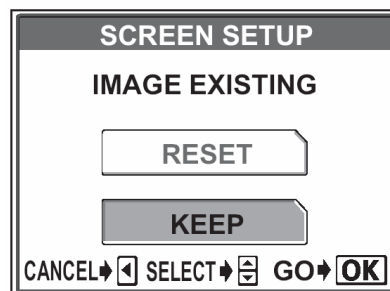 SCREEN SETUP
IMAGE EXISTING
RESET
KEEP
CANCEL SELECT GO OK